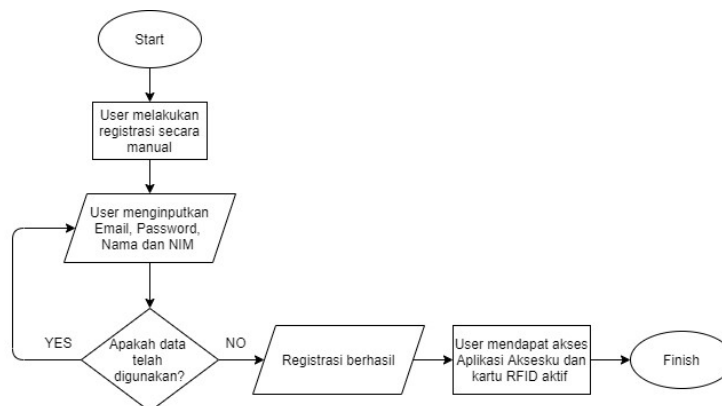 Start
User melakukan
registrasi secara
manual
User menginputkan
Email, Password,
Nama dan NIM
YES
Apakah data
telah
digunakan?
NO
Registrasi berhasil
User mendapat akses
Aplikasi Aksesku dan
kartu RFID aktif
Finish